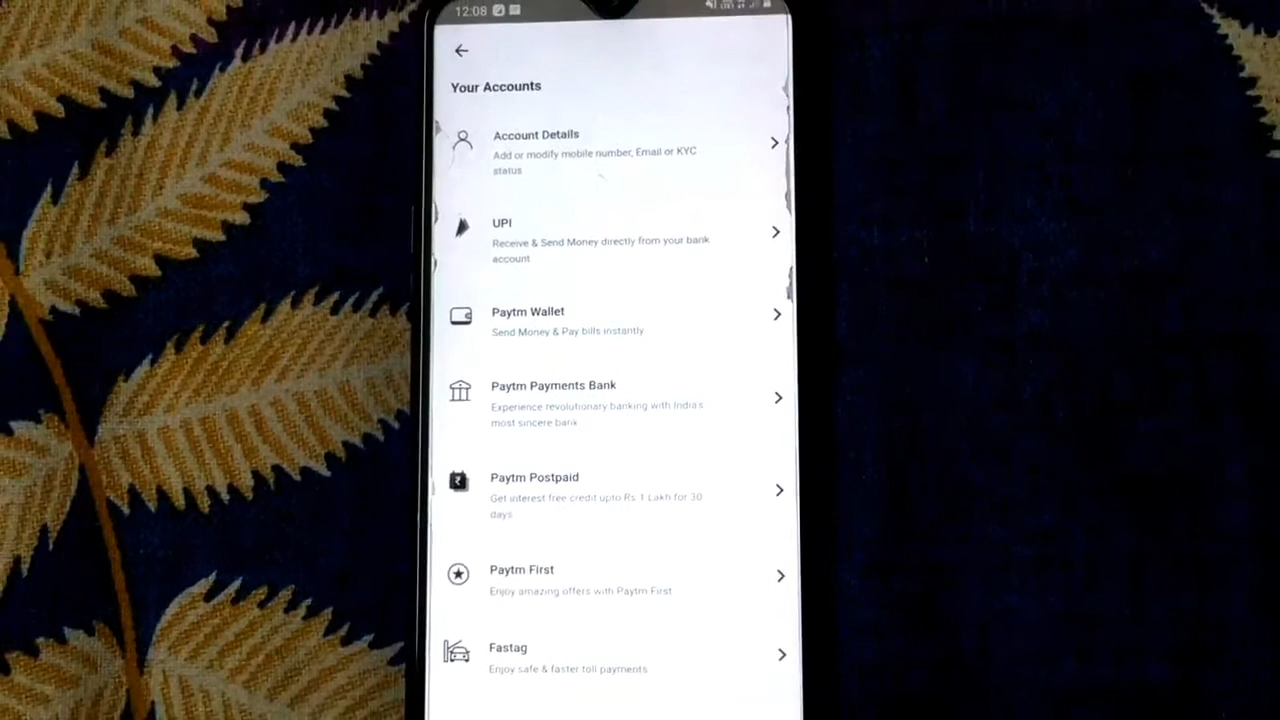 12:08
Your Accounts
Account Details
Add or modify mobile number, Email or KYC
status
UPI
Receive & Send Money directly from your bank
account
Paytm Wallet
Send Money & Pay bills instantly
Paytm Payments Bank
Experience revolutionary banking with India's
most sincere bank
Paytm Postpaid
Get interest free credit upto Rs 1 Lakh for 30
days
Paytm First
Enjoy amazing offers with Paytm First
Fastag
Enjoy safe & faster toll payments